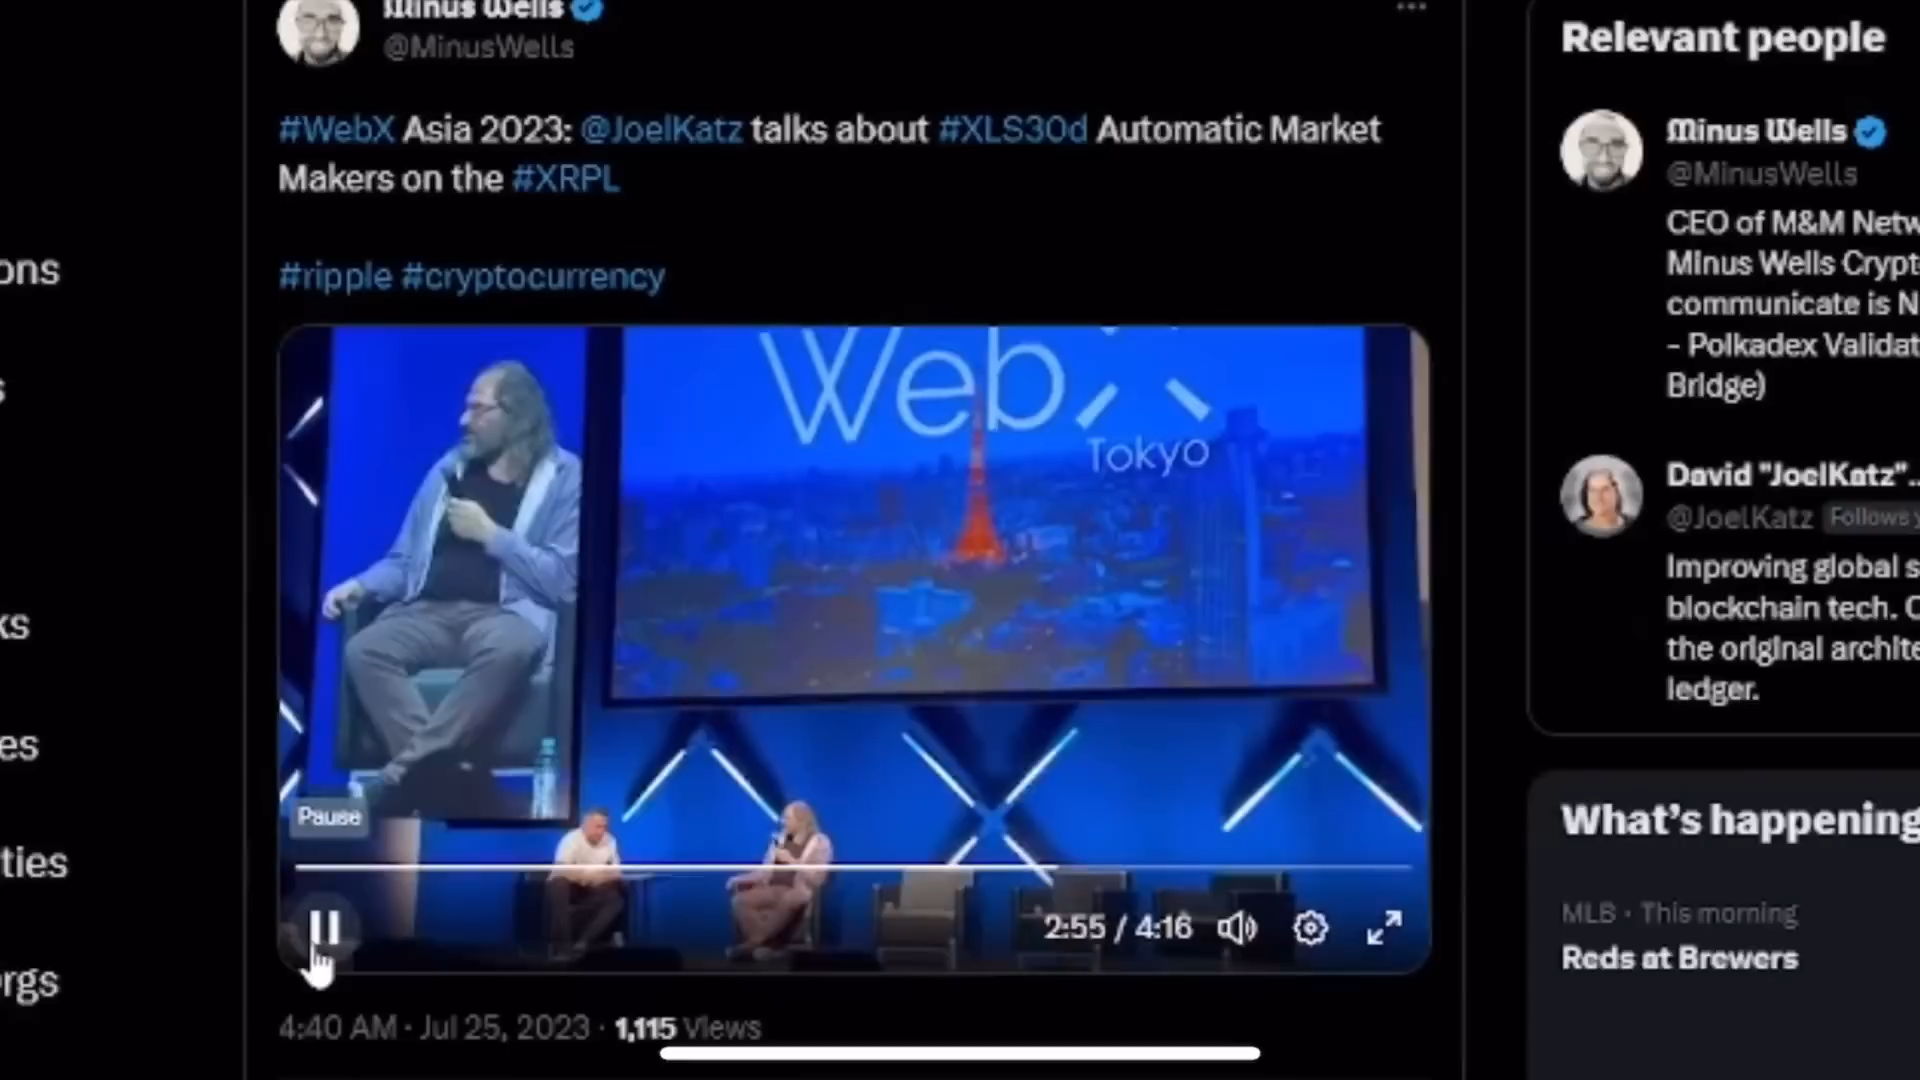 Minus Wells
@MinusWells
#WebX Asia 2023: @JoelKatz talks about #XLS30d Automatic Market
Makers on the #XRPL
#ripple #cryptocurrency
Web
Tokyo
Pause
2:55 / 4:16
4:40 AM · Jul 25, 2023 · 1,115 Views
ons
s
ks
es
ties
rgs
Relevant people
Minus Wells
@MinusWells
CEO of M&M Netw
Minus Wells Crypt
communicate is N
- Polkadex Validat
Bridge)
David "JoelKatz"..
@JoelKatz Follows y
Improving global s
blockchain tech. C
the original archite
ledger.
What's happening
MLB · This morning
Reds at Brewers